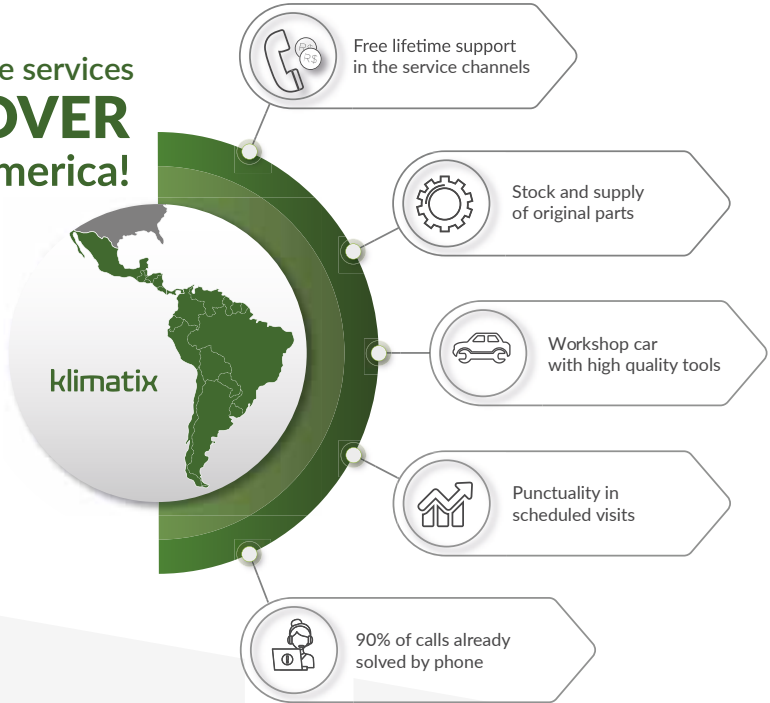 e services
OVER
merica!
klimatix
Free lifetime support
in the service channels
R$
R$
Stock and supply
of original parts
Workshop car
with high quality tools
Punctuality in
scheduled visits
90% of calls already
solved by phone